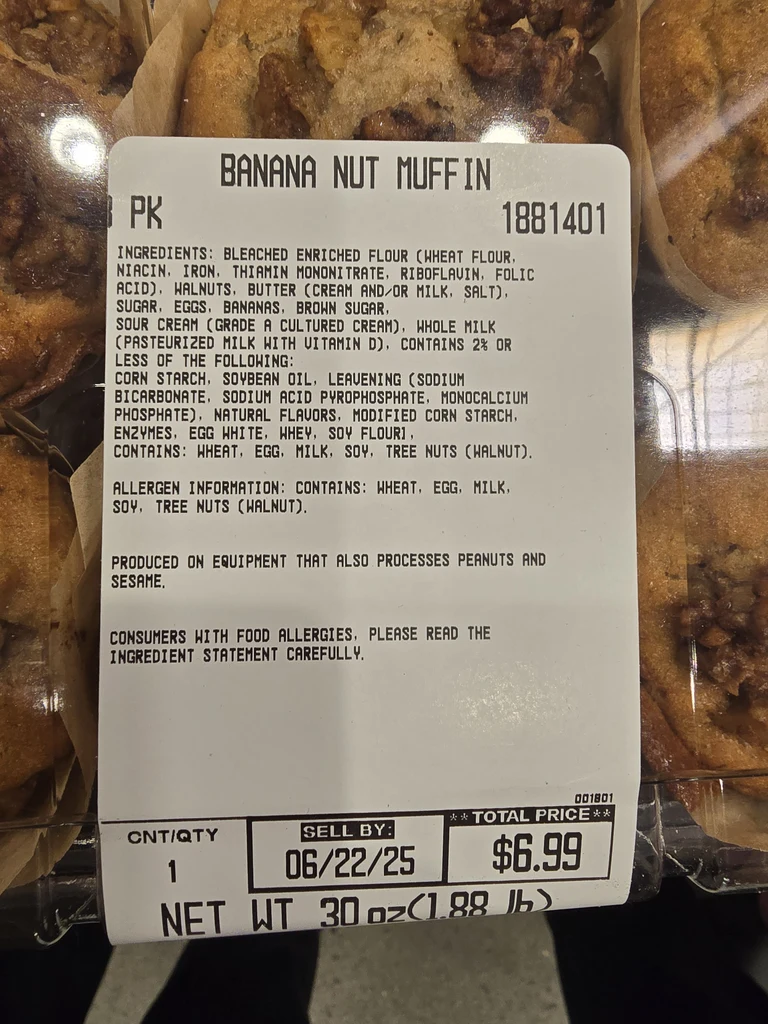 BANANA NUT MUFFIN
PK
1881401
INGREDIENTS: BLEACHED ENRICHED FLOUR (WHEAT FLOUR,
NIACIN, IRON, THIAMIN MONONITRATE, RIBOFLAVIN, FOLIC
ACID), WALNUTS, BUTTER (CREAM AND/OR MILK, SALT),
SUGAR, EGGS, BANANAS, BROWN SUGAR,
SOUR CREAM (GRADE A CULTURED CREAM), WHOLE MILK
(PASTEURIZED MILK WITH VITAMIN D), CONTAINS 2% OR
LESS OF THE FOLLOWING:
CORN STARCH, SOYBEAN OIL, LEAVENING (SODIUM
BICARBONATE, SODIUM ACID PYROPHOSPHATE, MONOCALCIUM
PHOSPHATE), NATURAL FLAVORS, MODIFIED CORN STARCH,
ENZYMES, EGG WHITE, WHEY, SOY FLOUR],
CONTAINS: WHEAT, EGG, MILK, SOY, TREE NUTS (WALNUT).
ALLERGEN INFORMATION: CONTAINS: WHEAT, EGG, MILK,
SOY, TREE NUTS (WALNUT).
PRODUCED ON EQUIPMENT THAT ALSO PROCESSES PEANUTS AND
SESAME.
CONSUMERS WITH FOOD ALLERGIES, PLEASE READ THE
INGREDIENT STATEMENT CAREFULLY.
001801
CNT/QTY
1
SELL BY:
06/22/25
**TOTAL PRICE**
$6.99
NET WT 30 oz(1.88 lb)